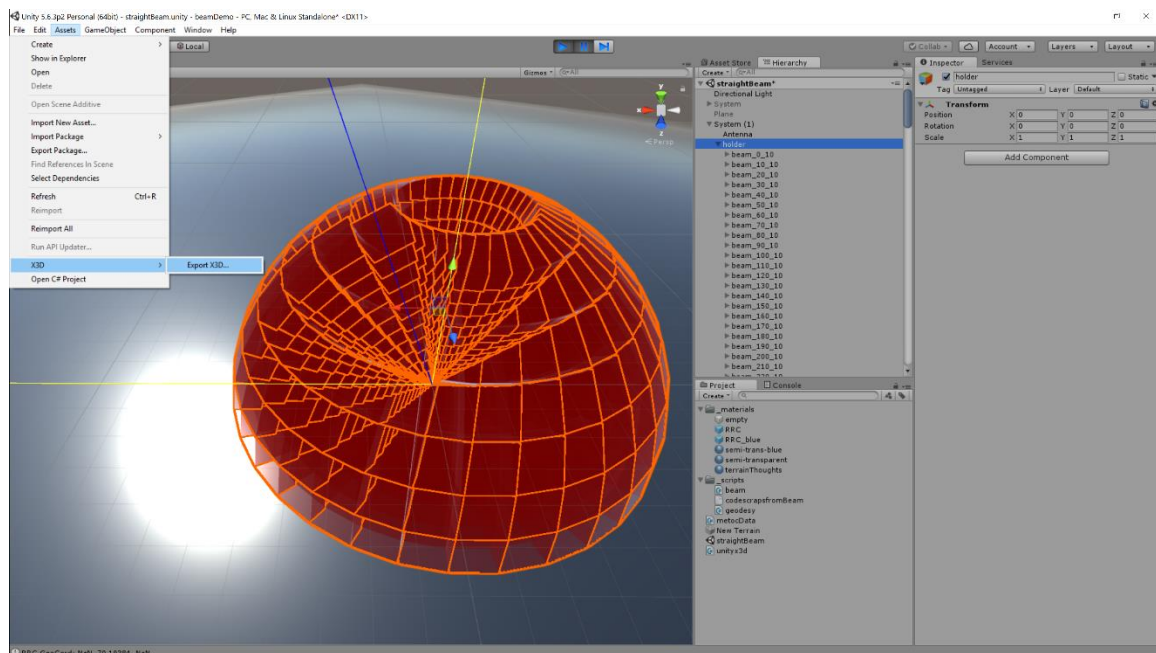 Unity 5.6.3p2 Personal (64bit) - straightBeam.unity - beamDemo - PC, Mac & Linux Standalone* <DX11>
File Edit Assets GameObject Component Window Help
Local
Collab Account Layers Layout
Create
Show in Explorer
Open
Delete
Open Scene Additive
Import New Asset...
Import Package
Export Package...
Find References In Scene
Select Dependencies
Refresh Ctrl+R
Reimport
Reimport All
Run API Updater...
X3D
Export X3D...
Open C# Project
Gizmos All
y
x
z
Persp
Asset Store Hierarchy
Create All
straightBeam*
Directional Light
System
Plane
System (1)
Antenna
holder
beam_0_10
beam_10_10
beam_20_10
beam_30_10
beam_40_10
beam_50_10
beam_60_10
beam_70_10
beam_80_10
beam_90_10
beam_100_10
beam_110_10
beam_120_10
beam_130_10
beam_140_10
beam_150_10
beam_160_10
beam_170_10
beam_180_10
beam_190_10
beam_200_10
beam_210_10
Project Console
Create
_materials
empty
RRC
RRC_blue
semi-trans-blue
semi-transparent
terrainThoughts
_scripts
beam
codescrapsfromBeam
geodesy
metocData
New Terrain
straightBeam
unityx3d
Inspector Services
holder Static
Tag Untagged Layer Default
Transform
Position X 0 Y 0 Z 0
Rotation X 0 Y 0 Z 0
Scale X 1 Y 1 Z 1
Add Component